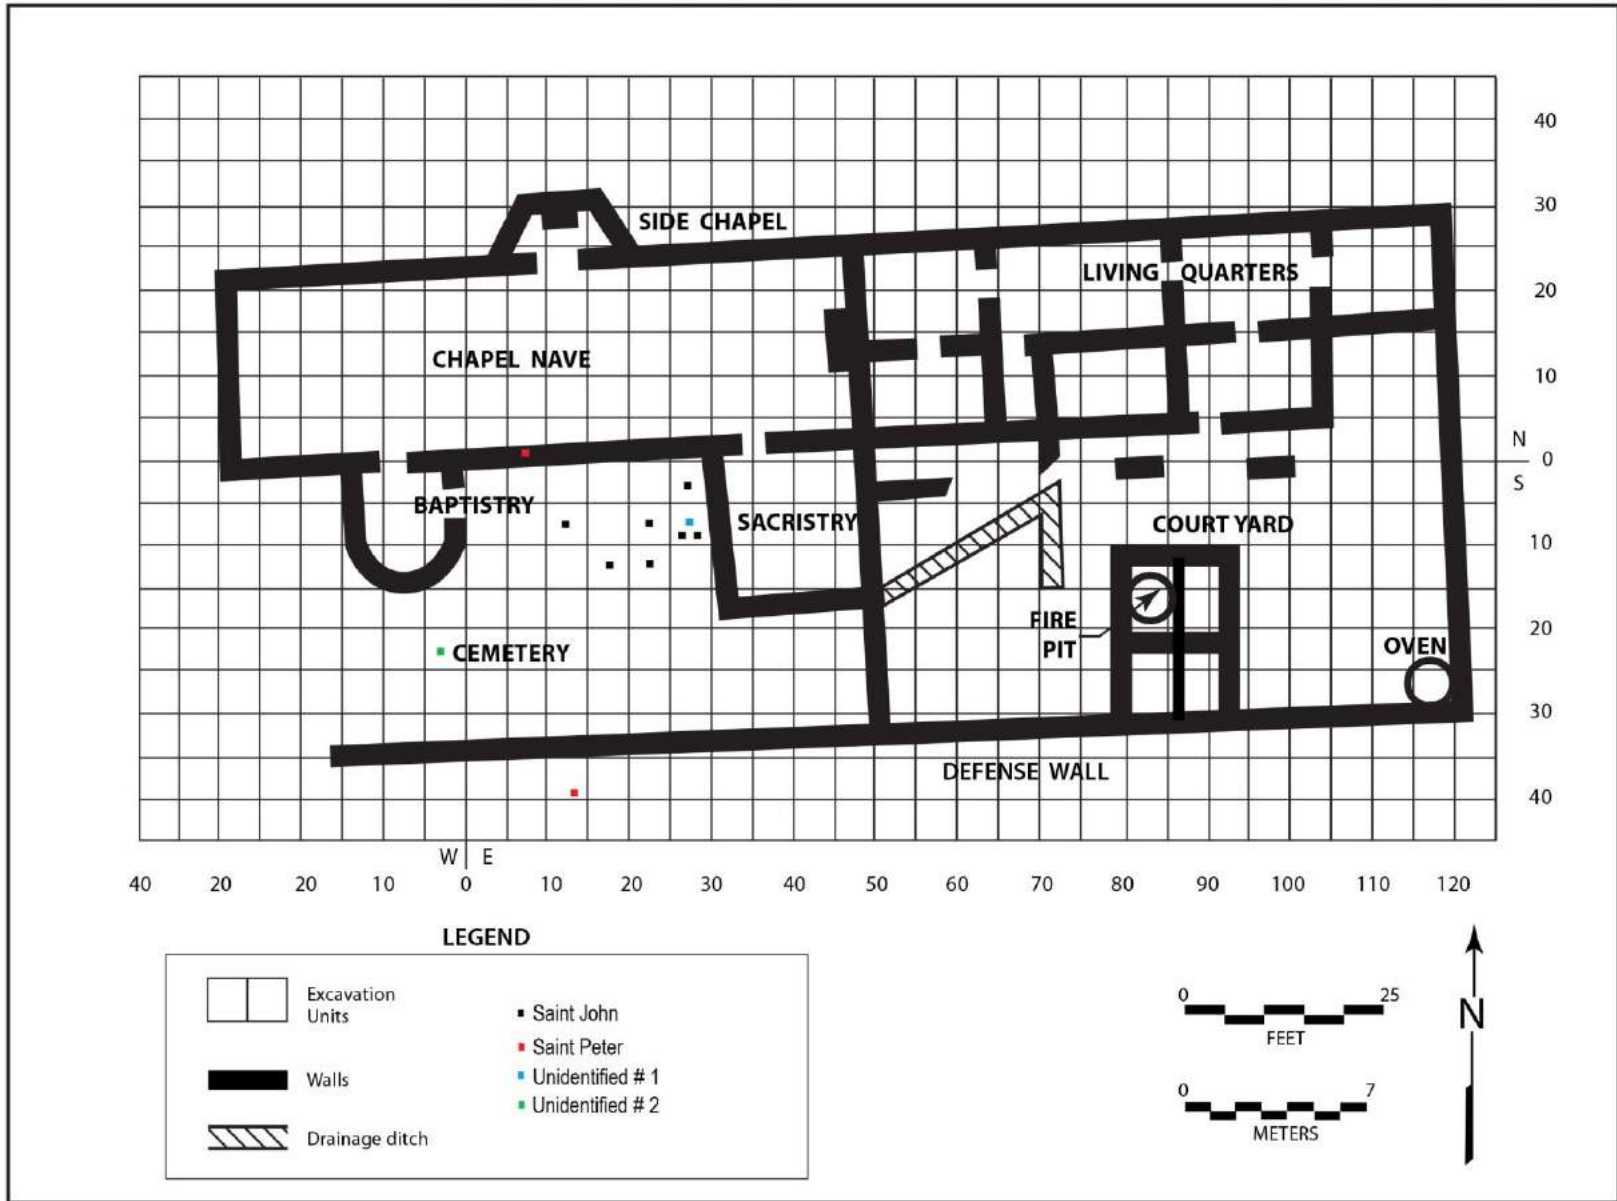 40
SIDE CHAPEL
30
LIVING QUARTERS
20
CHAPEL NAVE
10
N
0
S
BAPTISTRY
SACRISTRY
COURT YARD
10
FIRE
PIT
20
OVEN
CEMETERY
30
DEFENSE WALL
40
W E
40 20 20 10 0 10 20 30 40 50 60 70 80 90 100 110 120
LEGEND
Excavation
Units
Walls
Drainage ditch
Saint John
Saint Peter
Unidentified # 1
Unidentified # 2
0 25
FEET
0 7
METERS
N